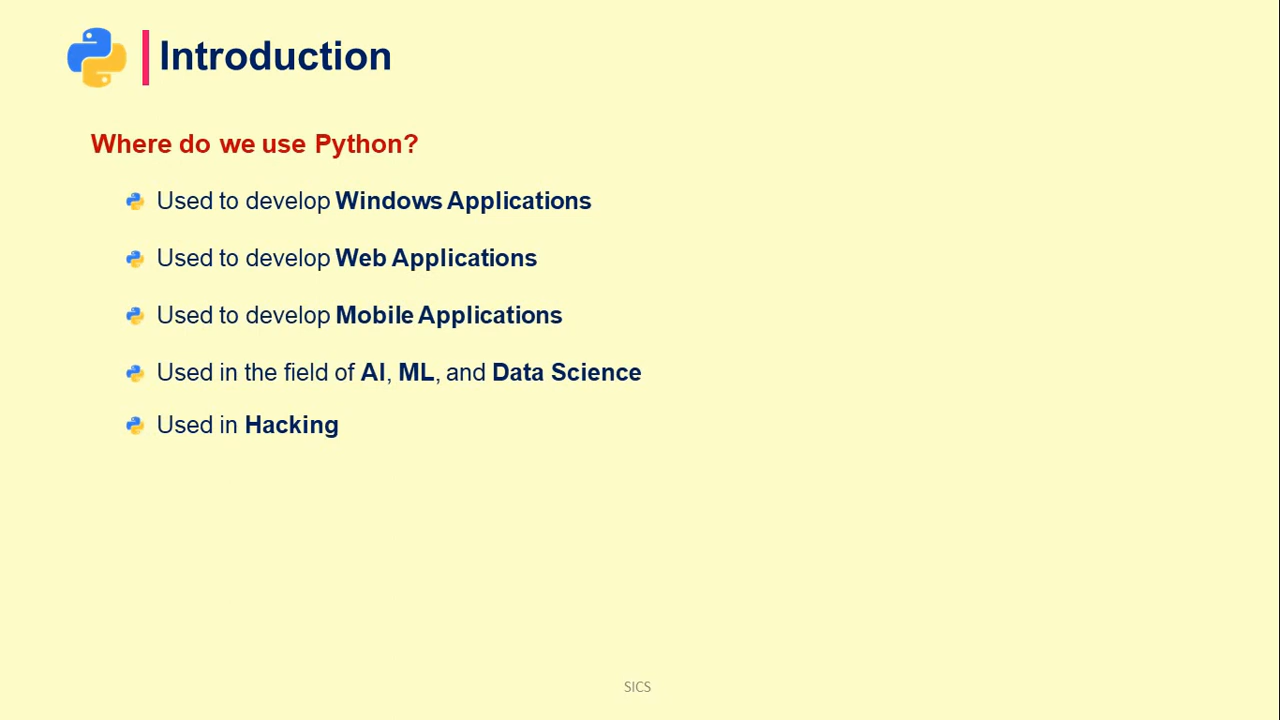 Introduction
Where do we use Python?
Used to develop Windows Applications
Used to develop Web Applications
Used to develop Mobile Applications
Used in the field of AI, ML, and Data Science
Used in Hacking
SICS